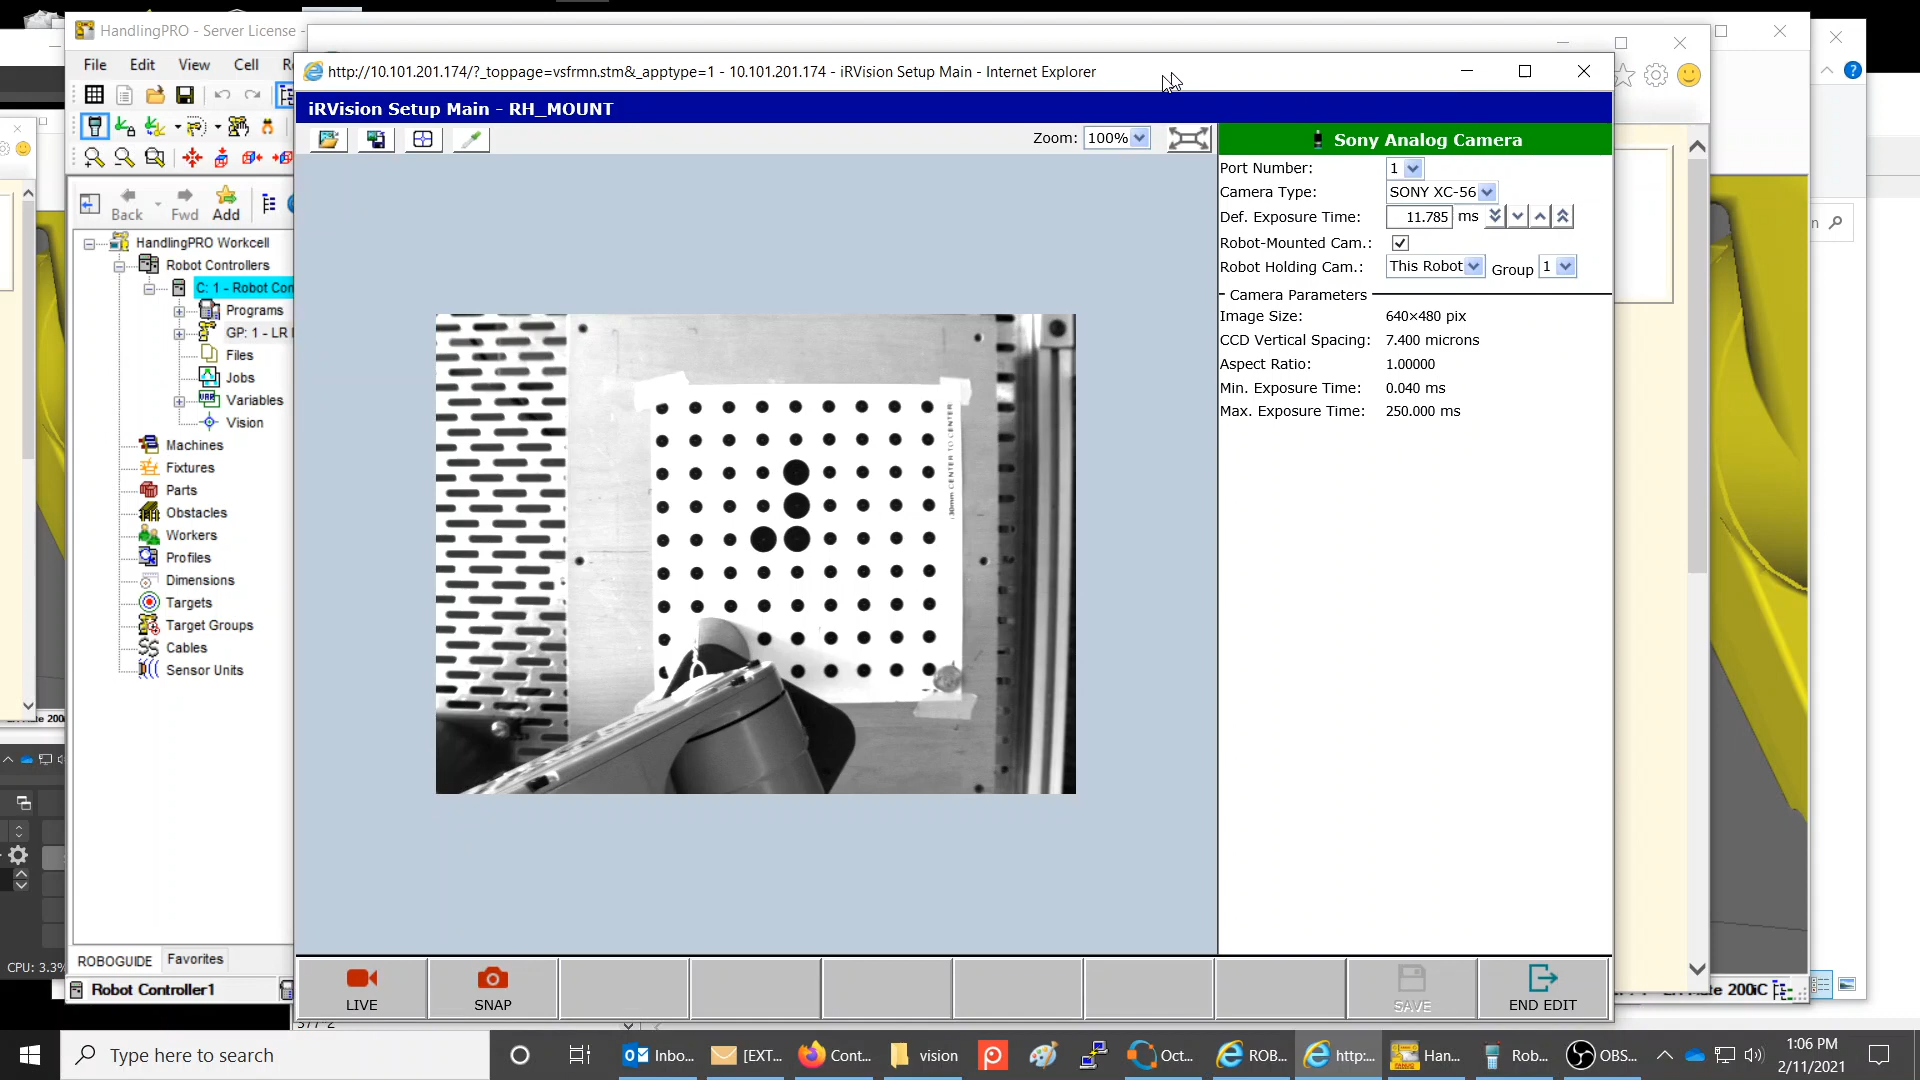 HandlingPRO - Server License -
File Edit View Cell
http://10.101.201.174/?_toppage=vsfrmn.stm&_apptype=1 - 10.101.201.174 - iRVision Setup Main - Internet Explorer
iRVision Setup Main - RH_MOUNT
Zoom: 100%
Sony Analog Camera
Port Number: 1
Camera Type: SONY XC-56
Def. Exposure Time: 11.785 ms
Robot-Mounted Cam.:
Robot Holding Cam.: This Robot Group 1
Camera Parameters
Image Size: 640×480 pix
CCD Vertical Spacing: 7.400 microns
Aspect Ratio: 1.00000
Min. Exposure Time: 0.040 ms
Max. Exposure Time: 250.000 ms
Back Fwd Add
HandlingPRO Workcell
Robot Controllers
C: 1 - Robot Con
Programs
GP: 1 - LR
Files
Jobs
Variables
Vision
Machines
Fixtures
Parts
Obstacles
Workers
Profiles
Dimensions
Targets
Target Groups
Cables
Sensor Units
30mm CENTER TO CENTER
ROBOGUIDE Favorites
CPU: 3.3%
Robot Controller1
LIVE SNAP SAVE END EDIT
Type here to search
Inbo... [EXT... Cont... vision Oct... ROB... http:... Han... Rob... OBS...
1:06 PM
2/11/2021